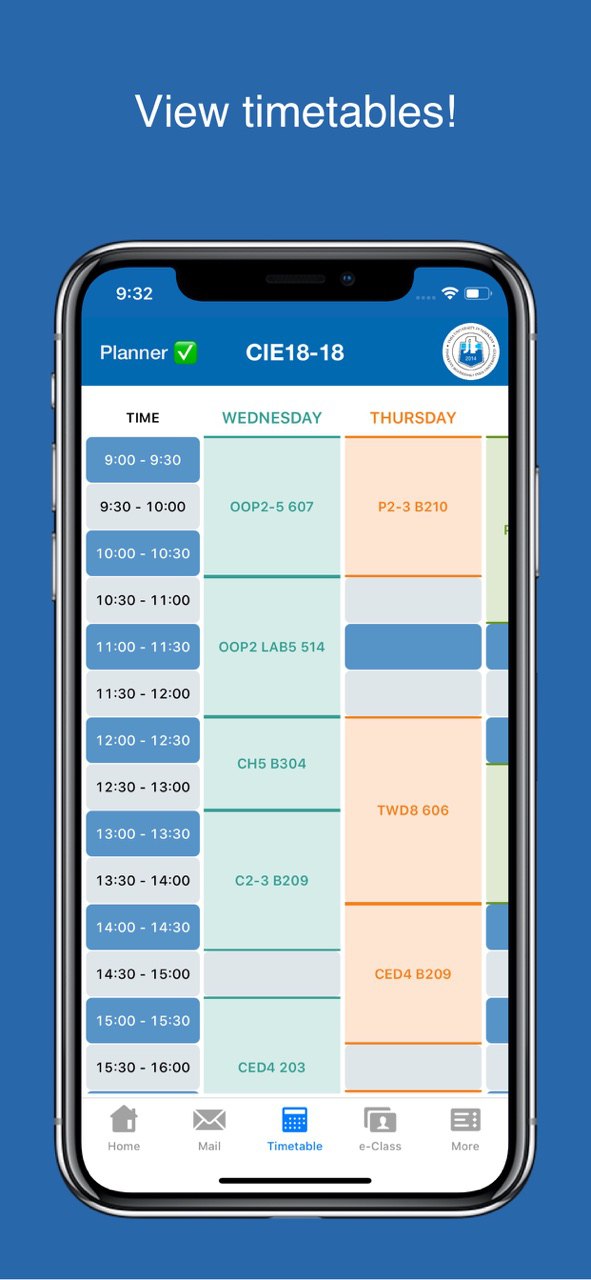 View timetables!
9:32
Planner ✅ CIE18-18
2014
TIME WEDNESDAY THURSDAY
9:00 - 9:30
9:30 - 10:00 OOP2-5 607 P2-3 B210
10:00 - 10:30
10:30 - 11:00
11:00 - 11:30 OOP2 LAB5 514
11:30 - 12:00
12:00 - 12:30
12:30 - 13:00 CH5 B304
13:00 - 13:30 TWD8 606
13:30 - 14:00 C2-3 B209
14:00 - 14:30
14:30 - 15:00 CED4 B209
15:00 - 15:30
15:30 - 16:00 CED4 203
Home Mail Timetable e-Class More